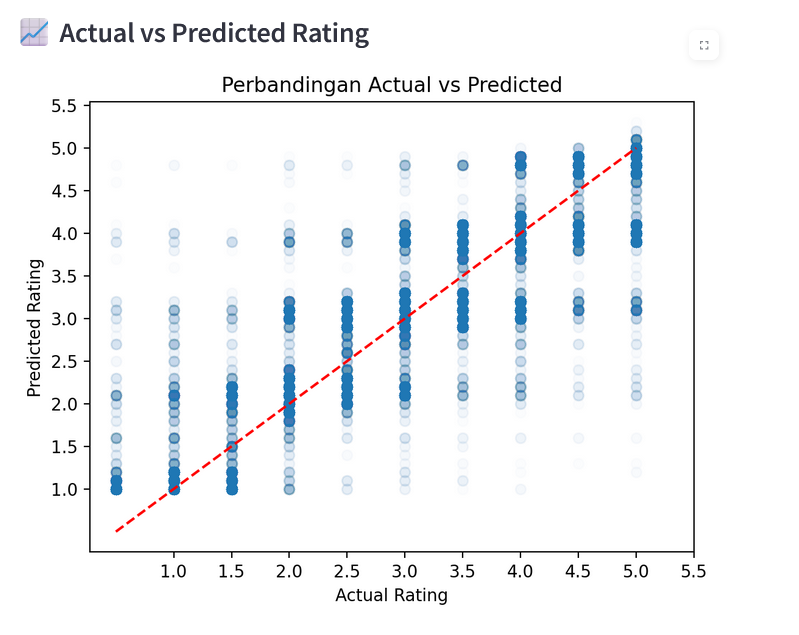 📈 Actual vs Predicted Rating
Perbandingan Actual vs Predicted
5.5
5.0
4.5
4.0
3.5
3.0
2.5
2.0
1.5
1.0
Predicted Rating
1.0 1.5 2.0 2.5 3.0 3.5 4.0 4.5 5.0 5.5
Actual Rating